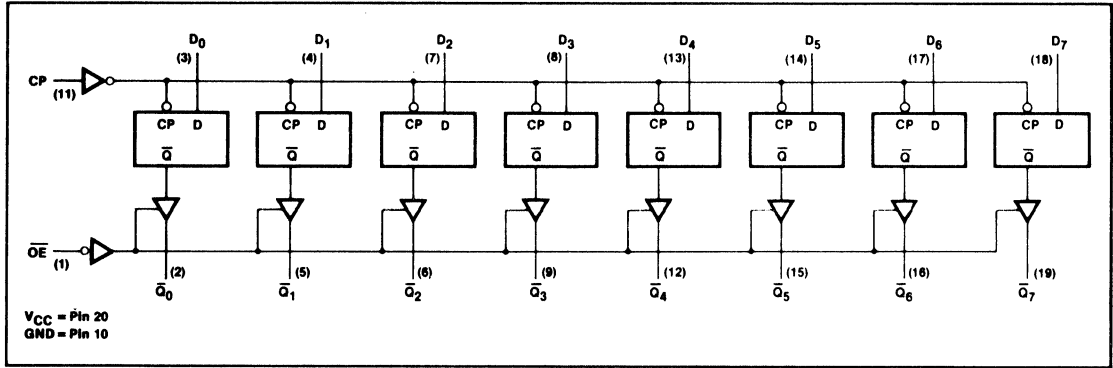 D0 D1 D2 D3 D4 D5 D6 D7
(3) (4) (7) (8) (13) (14) (17) (18)
CP
(11)
CP D CP D CP D CP D CP D CP D CP D CP D
Q̅ Q̅ Q̅ Q̅ Q̅ Q̅ Q̅ Q̅
O̅E̅
(1)
(2) (5) (6) (9) (12) (15) (16) (19)
Q̅0 Q̅1 Q̅2 Q̅3 Q̅4 Q̅5 Q̅6 Q̅7
VCC = Pin 20
GND = Pin 10